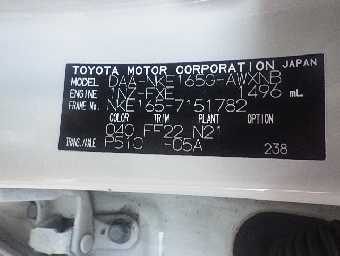 TOYOTA MOTOR CORPORATION JAPAN
MODEL DAA-NKE165G-AWXNB
ENGINE 1NZ-FXE 1496 mL
FRAME No. NKE165-7151782
COLOR TRIM PLANT OPTION
040 FF22 N21
TRANS./AXLE P510 -05A
238